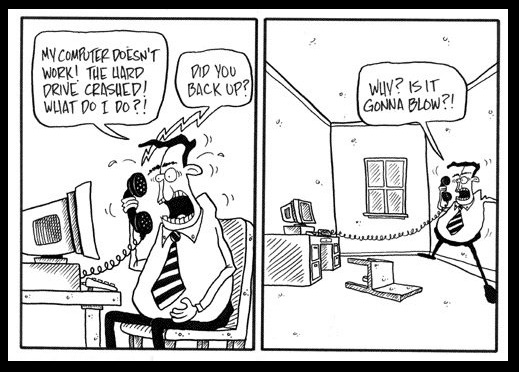 MY COMPUTER DOESN'T
WORK! THE HARD
DRIVE CRASHED!
WHAT DO I DO?!
DID YOU
BACK UP?
WHY? IS IT
GONNA BLOW?!